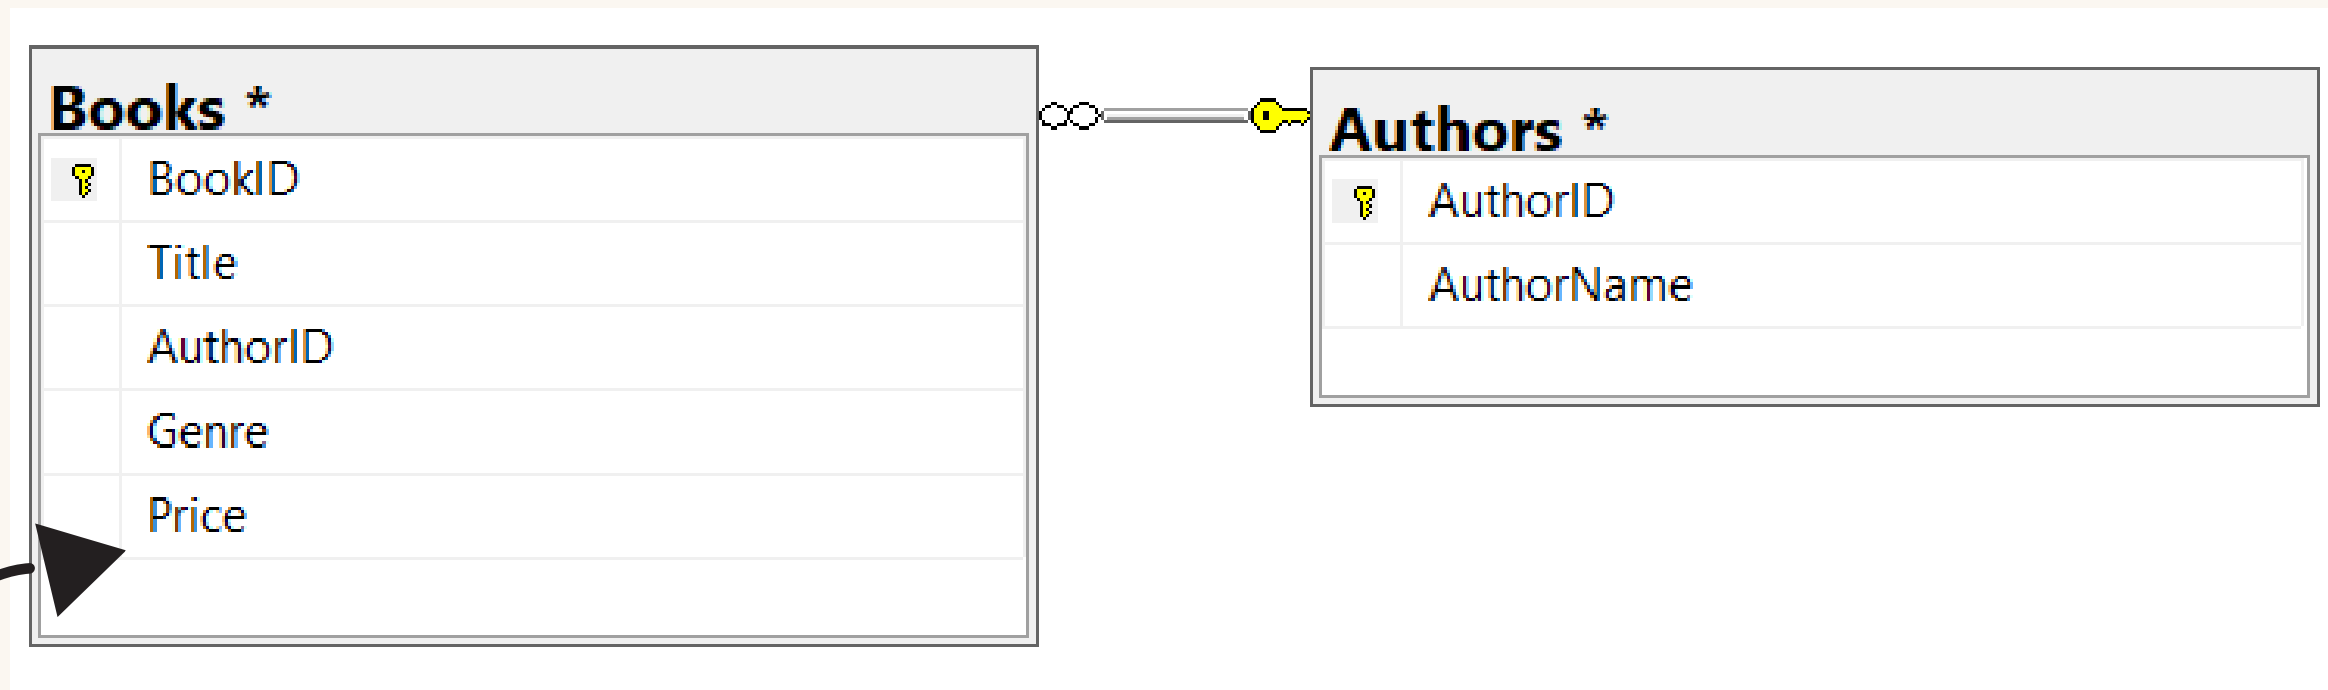 Books *
BookID
Title
AuthorID
Genre
Price
Authors *
AuthorID
AuthorName